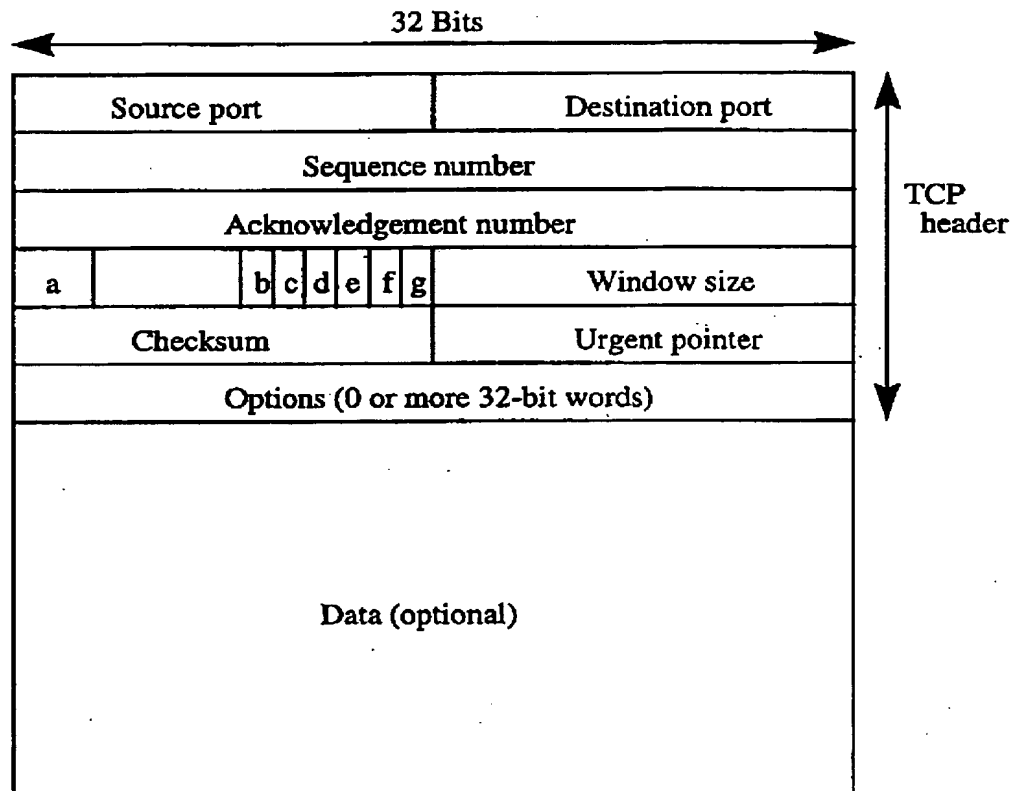 32 Bits
Source port
Destination port
Sequence number
TCP
header
Acknowledgement number
a
b
c
d
e
f
g
Window size
Checksum
Urgent pointer
Options (0 or more 32-bit words)
Data (optional)